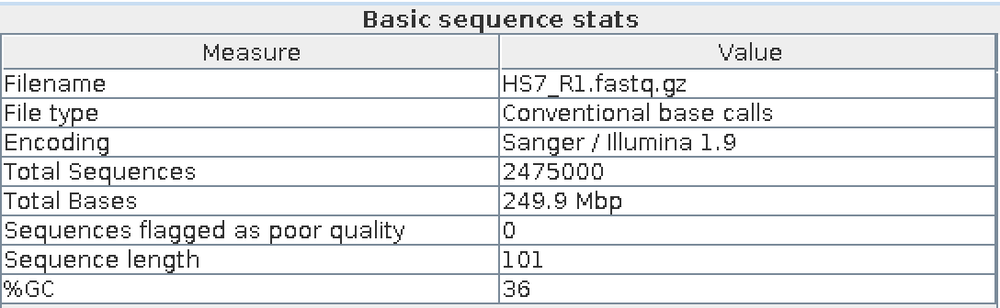 Basic sequence stats
Measure Value
Filename HS7_R1.fastq.gz
File type Conventional base calls
Encoding Sanger / Illumina 1.9
Total Sequences 2475000
Total Bases 249.9 Mbp
Sequences flagged as poor quality 0
Sequence length 101
%GC 36